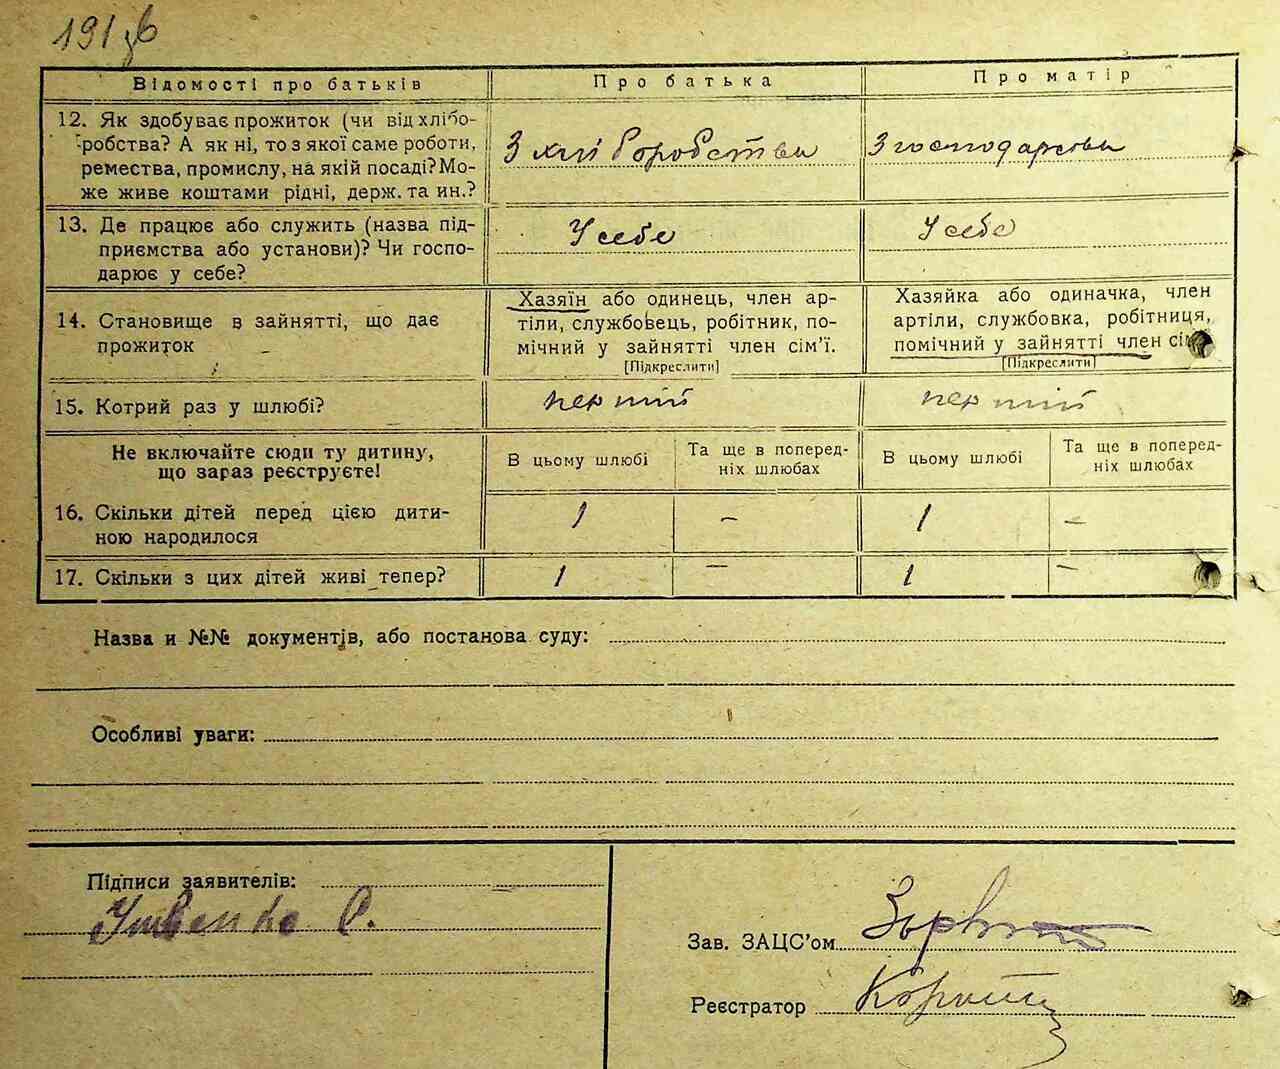 191зв
Відомості про батьків
Про батька
Про матір
12. Як здобуває прожиток (чи від хлібо-
робства? А як ні, то з якої саме роботи,
ремества, промислу, на якій посаді? Мо-
же живе коштами рідні, держ. та ин.?
З хлі боробства
З господарства
13. Де працює або служить (назва під-
приємства або установи)? Чи госпо-
дарює у себе?
У себе
У себе
14. Становище в зайнятті, що дає
прожиток
Хазяїн або одинець, член ар-
тіли, службовець, робітник, по-
мічний у зайнятті член сім'ї.
[Підкреслити]
Хазяйка або одиначка, член
артіли, службовка, робітниця,
помічний у зайнятті член
[Підкреслити]
15. Котрий раз у шлюбі?
перший
перший
Не включайте сюди ту дитину,
що зараз реєструєте!
В цьому шлюбі
Та ще в поперед-
ніх шлюбах
В цьому шлюбі
Та ще в поперед-
ніх шлюбах
16. Скільки дітей перед цією дити-
ною народилося
1
–
1
–
17. Скільки з цих дітей живі тепер?
1
–
1
–
Назва и №№ документів, або постанова суду:
Особливі уваги:
Підписи заявителів:
С.
Зав. ЗАЦС'ом
Реєстратор